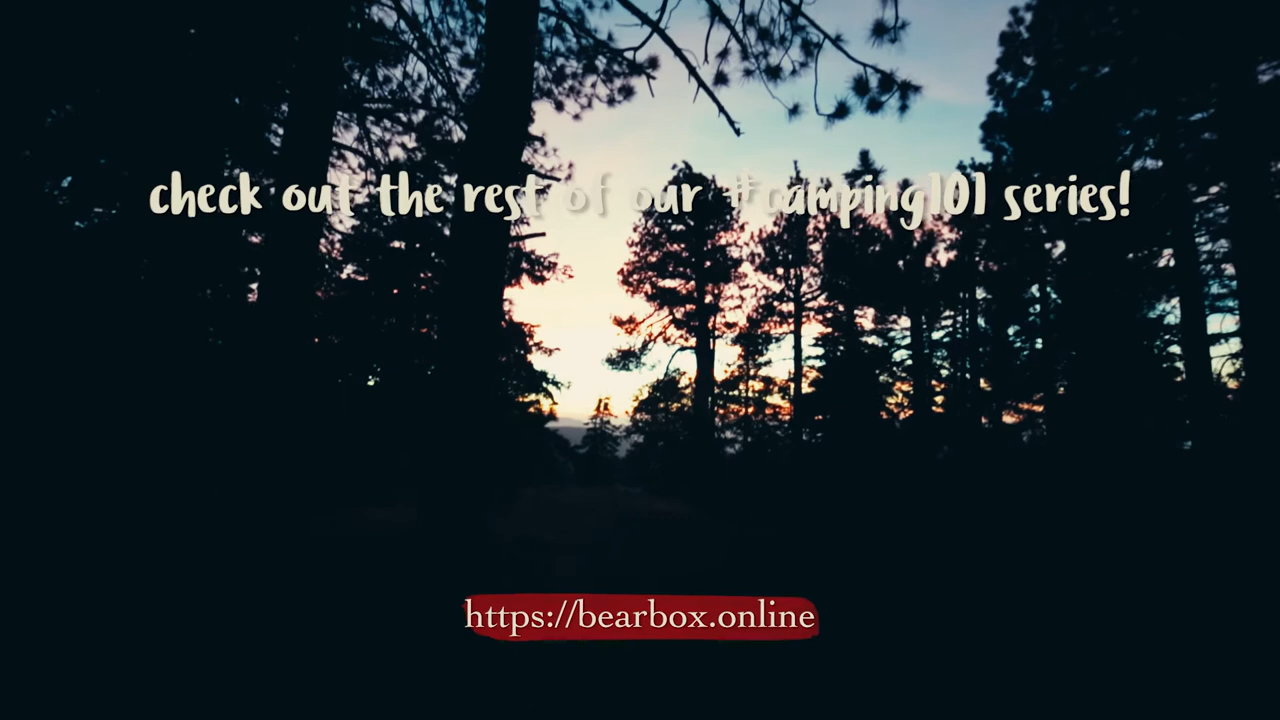 check out the rest of our #camping101 series!
https://bearbox.online